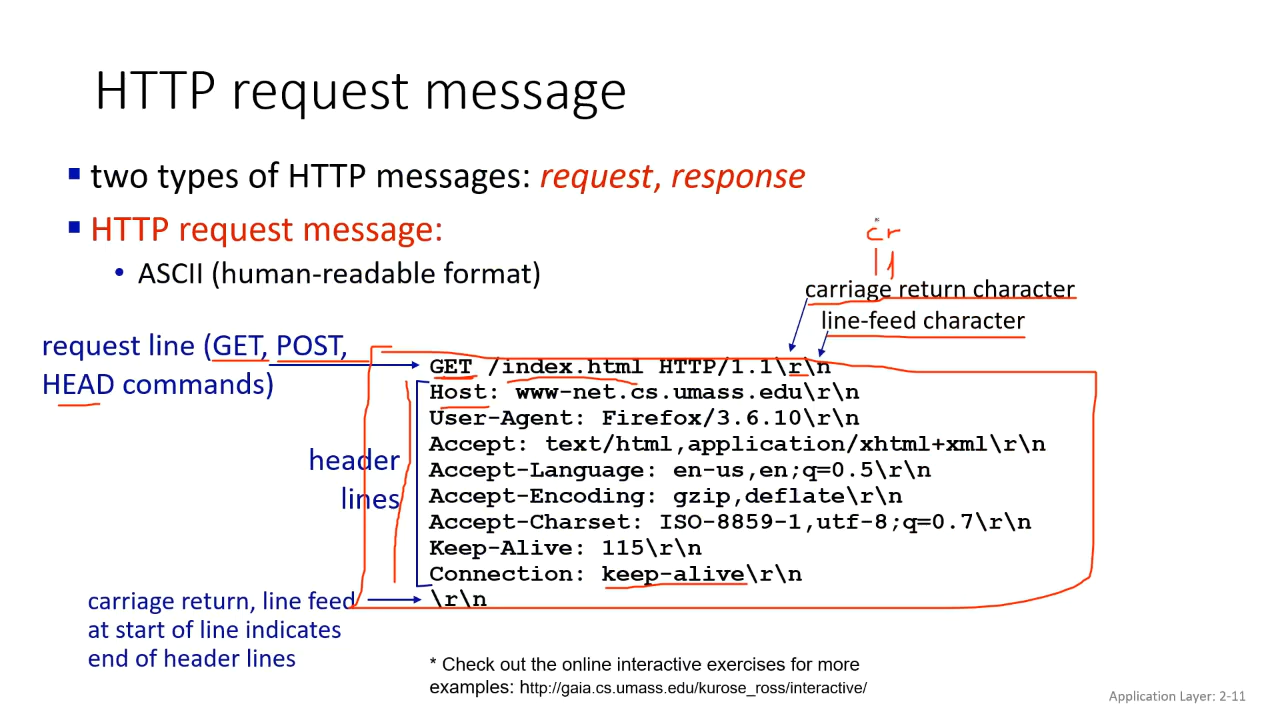 HTTP request message
▪ two types of HTTP messages: request, response
▪ HTTP request message:
• ASCII (human-readable format)
cr
lf
carriage return character
line-feed character
request line (GET, POST,
HEAD commands)
GET /index.html HTTP/1.1\r\n
Host: www-net.cs.umass.edu\r\n
User-Agent: Firefox/3.6.10\r\n
Accept: text/html,application/xhtml+xml\r\n
Accept-Language: en-us,en;q=0.5\r\n
Accept-Encoding: gzip,deflate\r\n
Accept-Charset: ISO-8859-1,utf-8;q=0.7\r\n
Keep-Alive: 115\r\n
Connection: keep-alive\r\n
\r\n
header
lines
carriage return, line feed
at start of line indicates
end of header lines
* Check out the online interactive exercises for more
examples: http://gaia.cs.umass.edu/kurose_ross/interactive/
Application Layer: 2-11